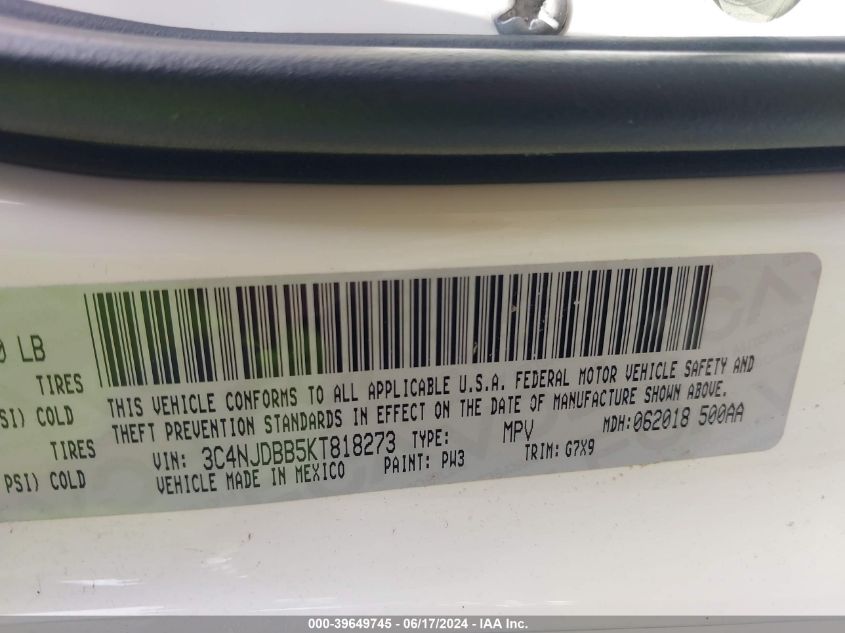 0 LB
TIRES
SI) COLD
TIRES
PSI) COLD
THIS VEHICLE CONFORMS TO ALL APPLICABLE U.S.A. FEDERAL MOTOR VEHICLE SAFETY AND
THEFT PREVENTION STANDARDS IN EFFECT ON THE DATE OF MANUFACTURE SHOWN ABOVE.
VIN: 3C4NJDBB5KT818273 TYPE: MPV MDH:062018 500AA
VEHICLE MADE IN MEXICO PAINT: PW3 TRIM: G7X9
000-39649745 / 06/17/2024 - IAA Inc.